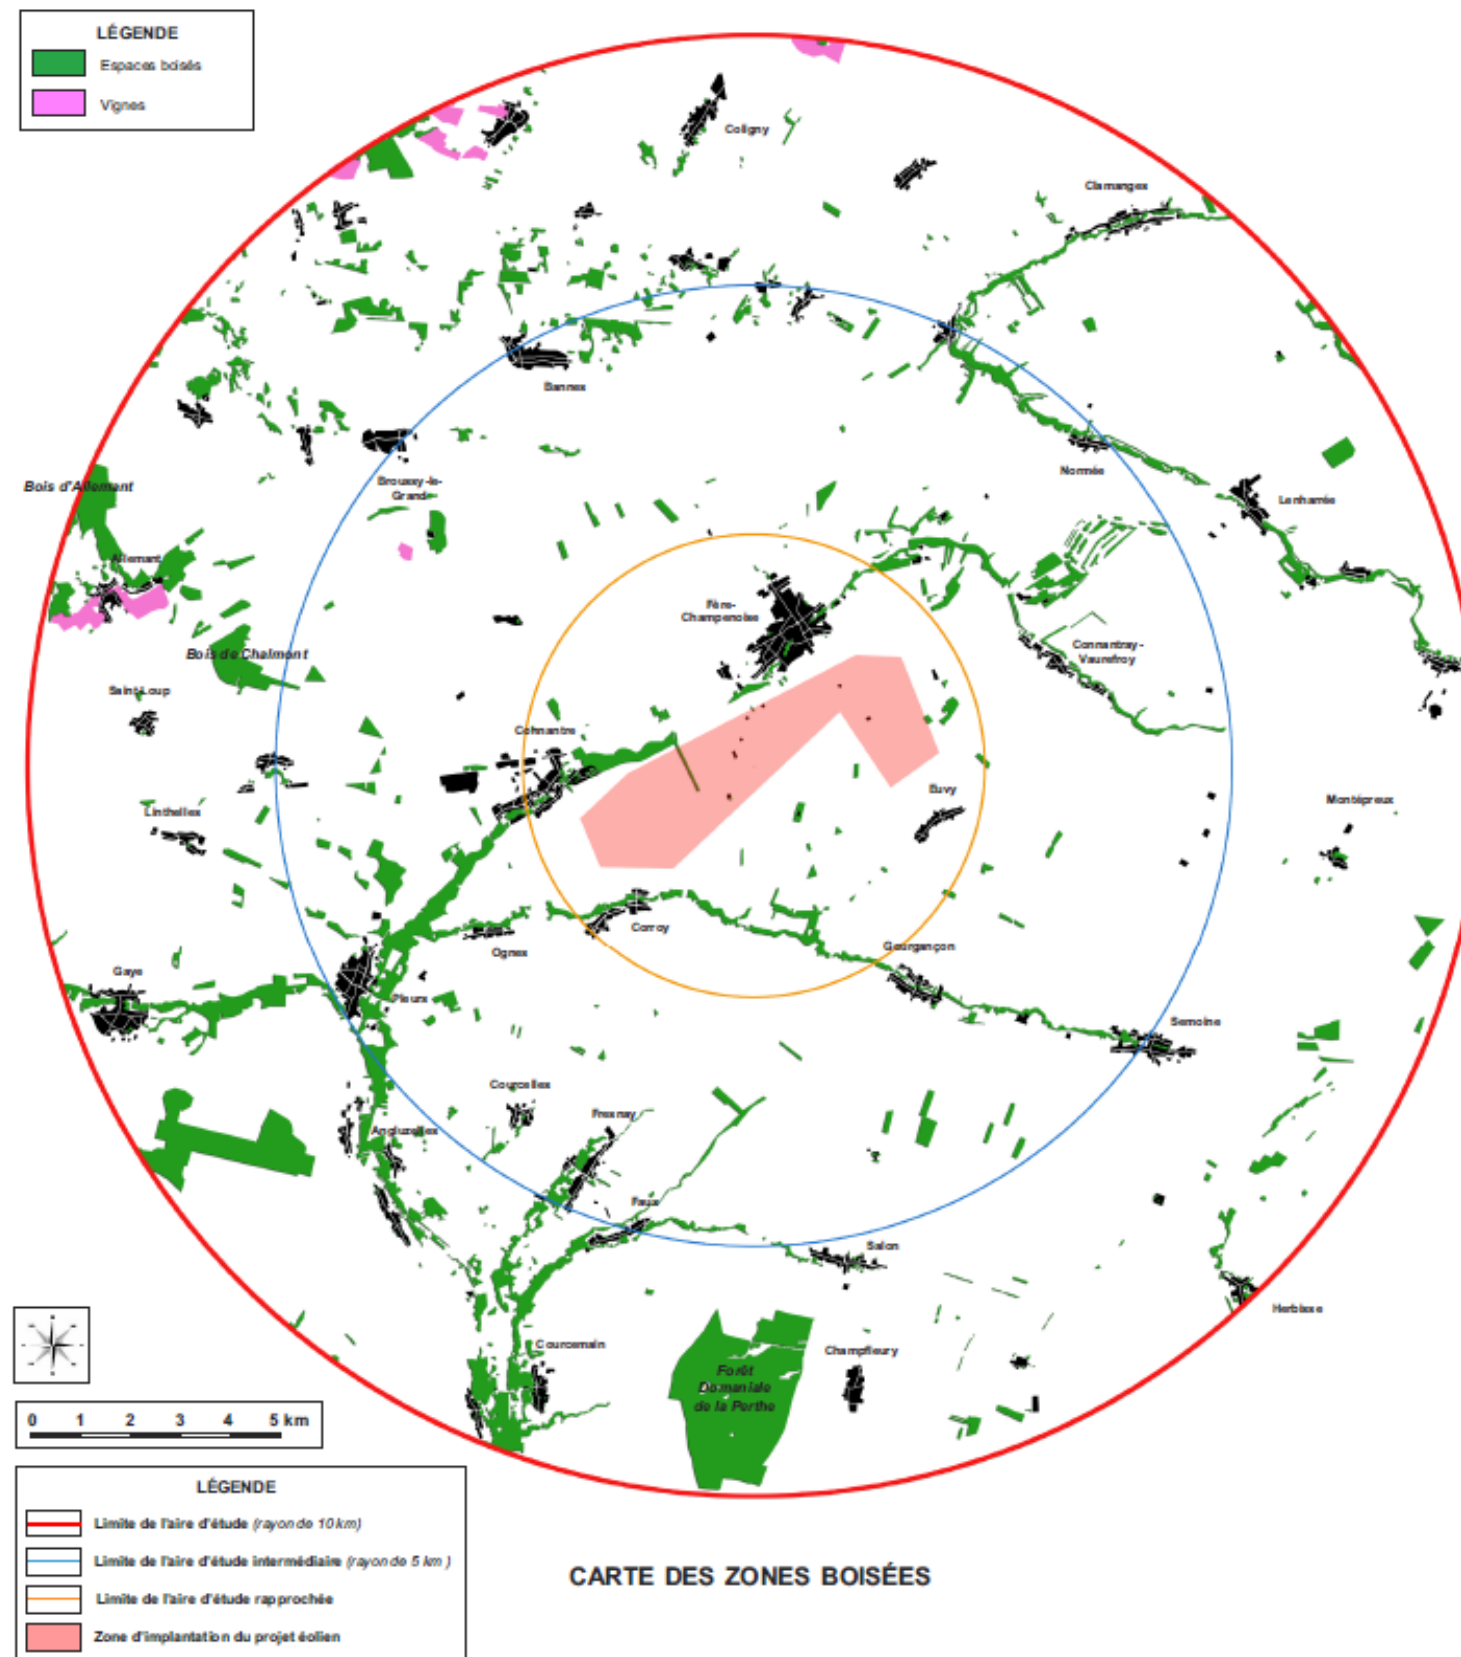 LÉGENDE
Espaces boisés
Vignes
Coligny
Clamanges
Bannes
Bois d'Allemant
Broussy-le-
Grand
Normée
Lenharrée
Allemant
Fère-
Champenoise
Bois de Chalmont
Connantray-
Vaurefroy
Saint Loup
Connantre
Linthelles
Euvy
Montépreux
Corroy
Ognes
Gourgançon
Gaye
Pleurs
Semoine
Courcelles
Fresnay
Angluzelles
Faux
Salon
Herbisse
Courcemain
Champfleury
Forêt
Domaniale
de la Perthe
0 1 2 3 4 5 km
LÉGENDE
Limite de l'aire d'étude (rayon de 10 km)
Limite de l'aire d'étude intermédiaire (rayon de 5 km )
Limite de l'aire d'étude rapprochée
Zone d'implantation du projet éolien
CARTE DES ZONES BOISÉES